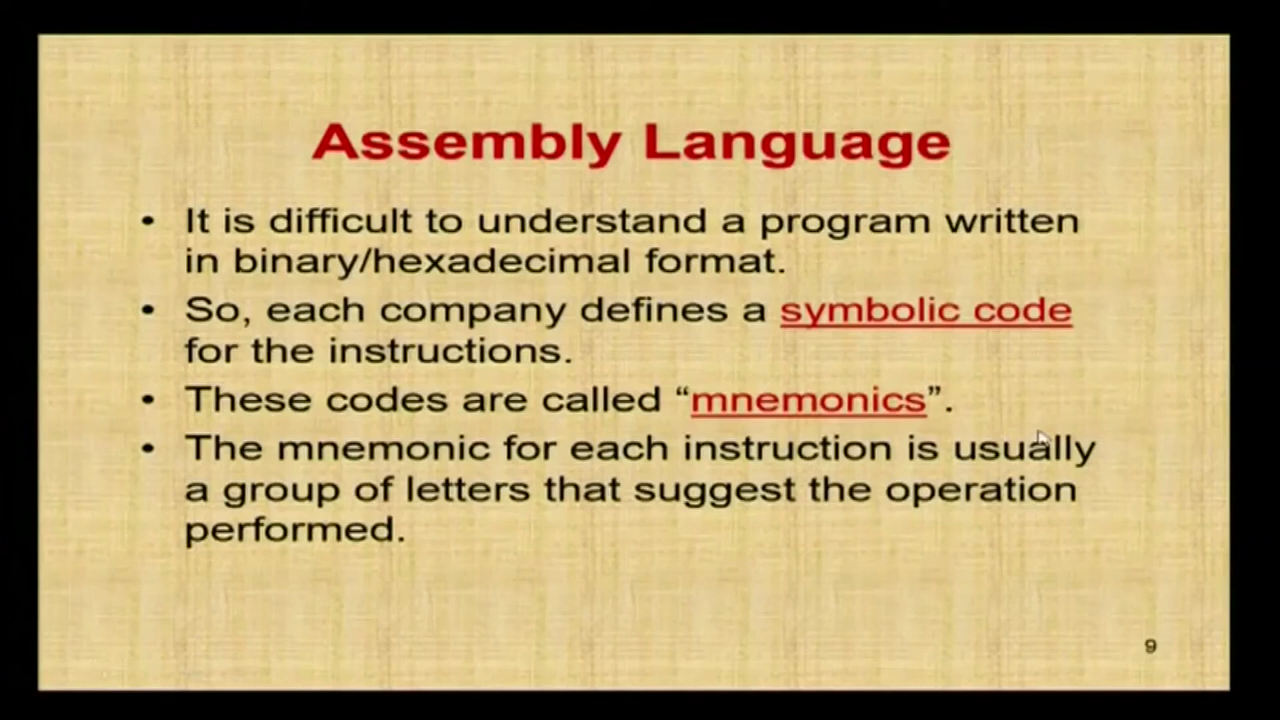 Assembly Language
• It is difficult to understand a program written
in binary/hexadecimal format.
• So, each company defines a symbolic code
for the instructions.
• These codes are called “mnemonics”.
• The mnemonic for each instruction is usually
a group of letters that suggest the operation
performed.
9